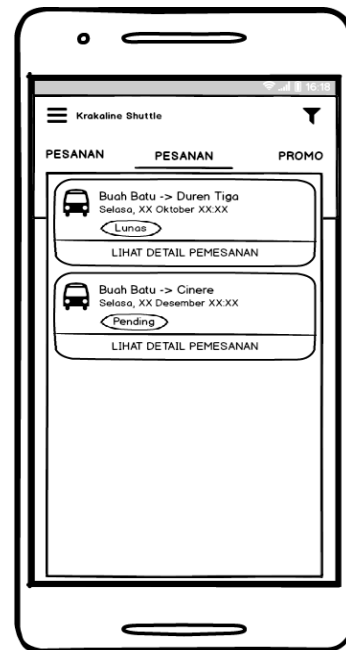 16:18
Krakaline Shuttle
PESANAN PESANAN PROMO
Buah Batu -> Duren Tiga
Selasa, XX Oktober XX:XX
Lunas
LIHAT DETAIL PEMESANAN
Buah Batu -> Cinere
Selasa, XX Desember XX:XX
Pending
LIHAT DETAIL PEMESANAN